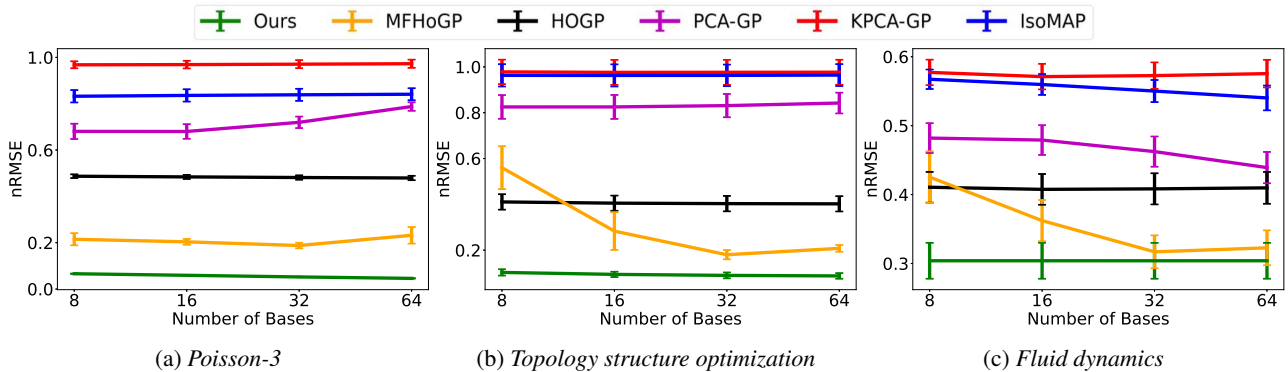 Ours MFHoGP HOGP PCA-GP KPCA-GP IsoMAP
nRMSE
1.0
0.6
0.2
0.0
8 16 32 64
Number of Bases
(a) Poisson-3
nRMSE
1.0
0.8
0.6
0.2
8 16 32 64
Number of Bases
(b) Topology structure optimization
nRMSE
0.6
0.5
0.4
0.3
8 16 32 64
Number of Bases
(c) Fluid dynamics